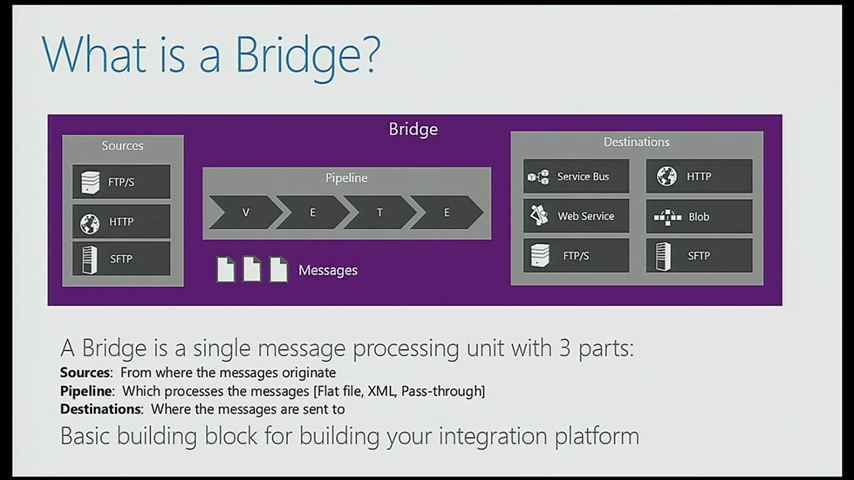 What is a Bridge?
Bridge
Sources
FTP/S
HTTP
SFTP
Pipeline
V E T E
Messages
Destinations
Service Bus HTTP
Web Service Blob
FTP/S SFTP
A Bridge is a single message processing unit with 3 parts:
Sources: From where the messages originate
Pipeline: Which processes the messages [Flat file, XML, Pass-through]
Destinations: Where the messages are sent to
Basic building block for building your integration platform